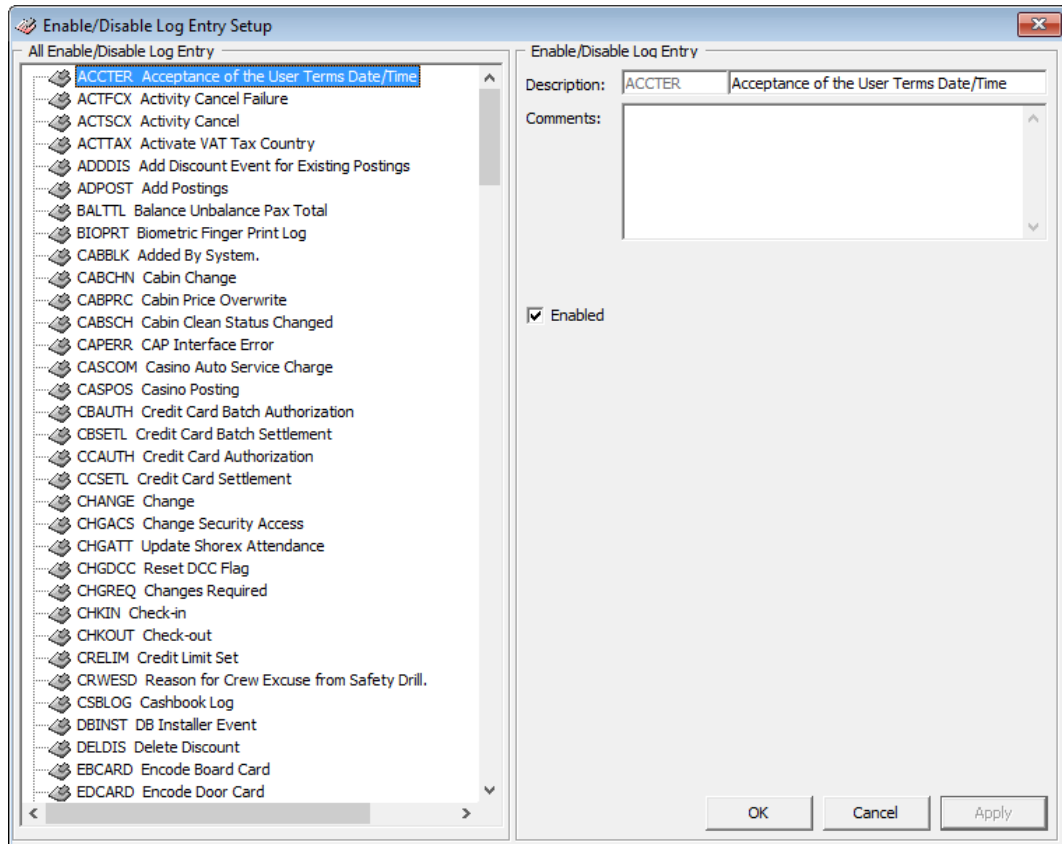 Enable/Disable Log Entry Setup
All Enable/Disable Log Entry
ACCTER Acceptance of the User Terms Date/Time
ACTFCX Activity Cancel Failure
ACTSCX Activity Cancel
ACTTAX Activate VAT Tax Country
ADDDIS Add Discount Event for Existing Postings
ADPOST Add Postings
BALTTL Balance Unbalance Pax Total
BIOPRT Biometric Finger Print Log
CABBLK Added By System.
CABCHN Cabin Change
CABPRC Cabin Price Overwrite
CABSCH Cabin Clean Status Changed
CAPERR CAP Interface Error
CASCOM Casino Auto Service Charge
CASPOS Casino Posting
CBAUTH Credit Card Batch Authorization
CBSETL Credit Card Batch Settlement
CCAUTH Credit Card Authorization
CCSETL Credit Card Settlement
CHANGE Change
CHGACS Change Security Access
CHGATT Update Shorex Attendance
CHGDCC Reset DCC Flag
CHGREQ Changes Required
CHKIN Check-in
CHKOUT Check-out
CRELIM Credit Limit Set
CRWESD Reason for Crew Excuse from Safety Drill.
CSBLOG Cashbook Log
DBINST DB Installer Event
DELDIS Delete Discount
EBCARD Encode Board Card
EDCARD Encode Door Card
Enable/Disable Log Entry
Description: ACCTER Acceptance of the User Terms Date/Time
Comments:
Enabled
OK Cancel Apply